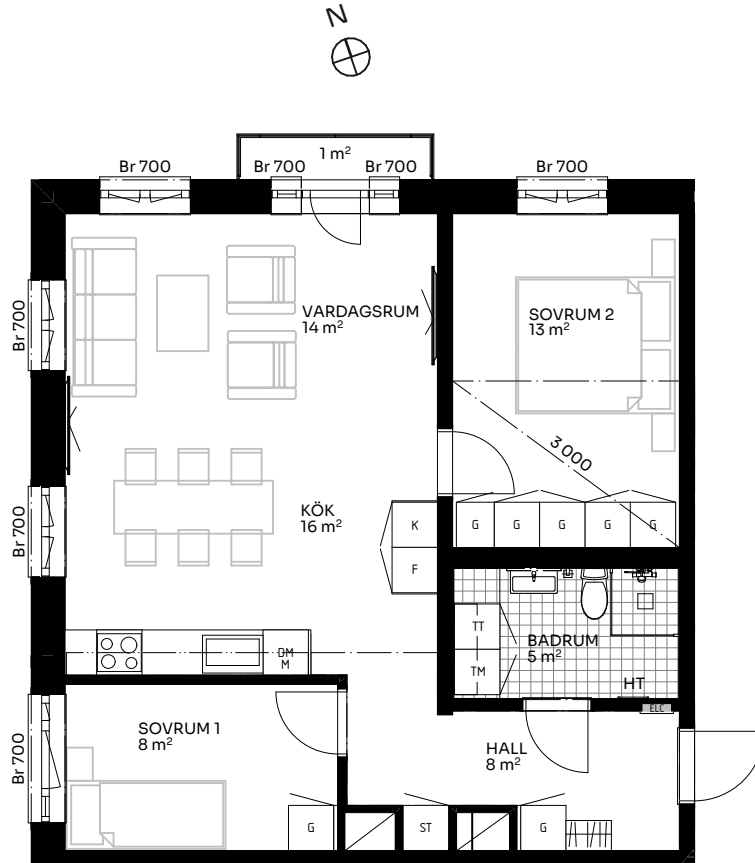 N
1 m²
Br 700
Br 700
Br 700
Br 700
VARDAGSRUM
14 m²
SOVRUM 2
13 m²
Br 700
3 000
KÖK
16 m²
K
F
G
G
G
G
G
Br 700
TT
TM
BADRUM
5 m²
HT
ELC
DM
M
SOVRUM 1
8 m²
Br 700
HALL
8 m²
G
ST
G